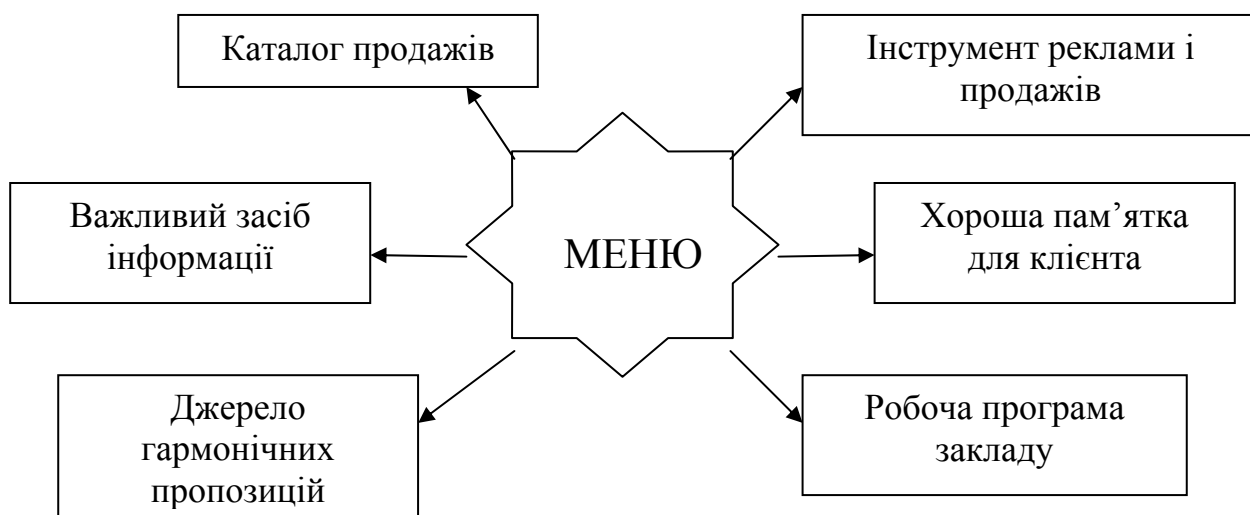 Каталог продажів
Інструмент реклами і
продажів
Важливий засіб
інформації
МЕНЮ
Хороша пам’ятка
для клієнта
Джерело
гармонічних
пропозицій
Робоча програма
закладу